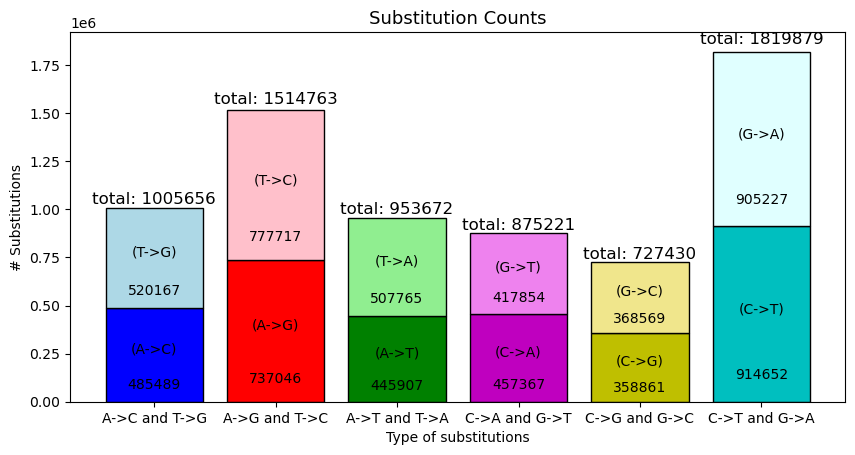 Substitution Counts
1e6
# Substitutions
1.75
1.50
1.25
1.00
0.75
0.50
0.25
0.00
total: 1005656
(T->G)
520167
(A->C)
485489
total: 1514763
(T->C)
777717
(A->G)
737046
total: 953672
(T->A)
507765
(A->T)
445907
total: 875221
(G->T)
417854
(C->A)
457367
total: 727430
(G->C)
368569
(C->G)
358861
total: 1819879
(G->A)
905227
(C->T)
914652
A->C and T->G
A->G and T->C
A->T and T->A
C->A and G->T
C->G and G->C
C->T and G->A
Type of substitutions